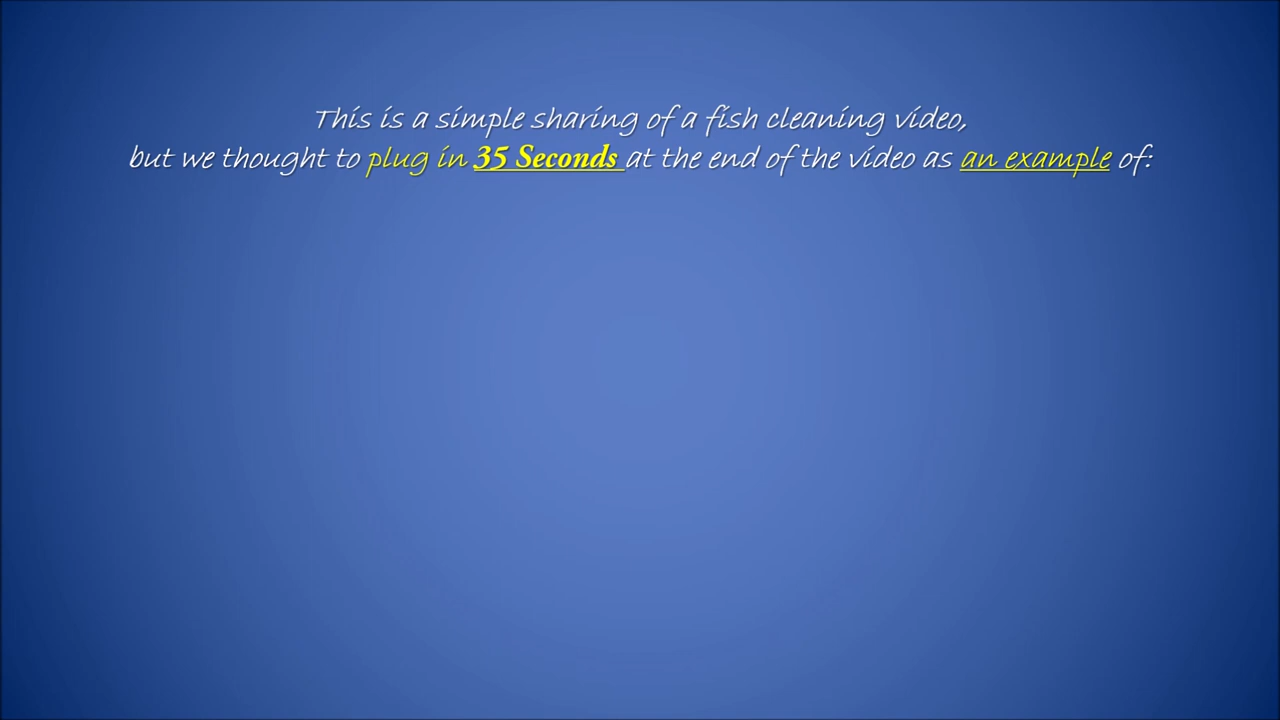 This is a simple sharing of a fish cleaning video,
but we thought to plug in 35 Seconds at the end of the video as an example of: